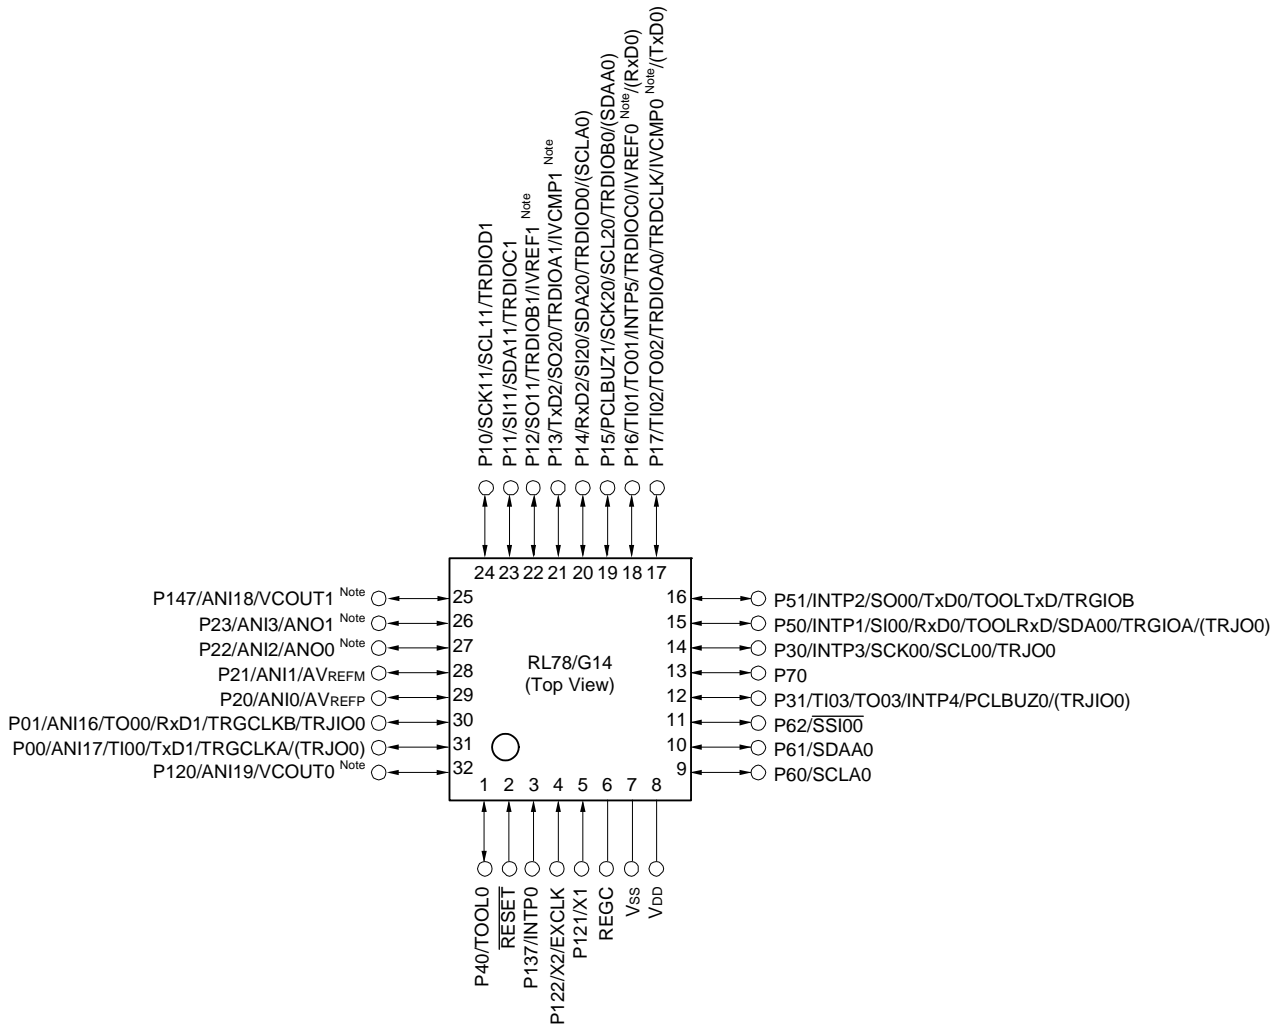 P10/SCK11/SCL11/TRDIOD1
P11/SI11/SDA11/TRDIOC1
P12/SO11/TRDIOB1/IVREF1 Note
P13/TxD2/SO20/TRDIOA1/IVCMP1 Note
P14/RxD2/SI20/SDA20/TRDIOD0/(SCLA0)
P15/PCLBUZ1/SCK20/SCL20/TRDIOB0/(SDAA0)
P16/TI01/TO01/INTP5/TRDIOC0/IVREF0 Note/(RxD0)
P17/TI02/TO02/TRDIOA0/TRDCLK/IVCMP0 Note/(TxD0)
24 23 22 21 20 19 18 17
P147/ANI18/VCOUT1 Note 25
P23/ANI3/ANO1 Note 26
P22/ANI2/ANO0 Note 27
P21/ANI1/AVREFM 28
P20/ANI0/AVREFP 29
P01/ANI16/TO00/RxD1/TRGCLKB/TRJIO0 30
P00/ANI17/TI00/TxD1/TRGCLKA/(TRJO0) 31
P120/ANI19/VCOUT0 Note 32
RL78/G14
(Top View)
16 P51/INTP2/SO00/TxD0/TOOLTxD/TRGIOB
15 P50/INTP1/SI00/RxD0/TOOLRxD/SDA00/TRGIOA/(TRJO0)
14 P30/INTP3/SCK00/SCL00/TRJO0
13 P70
12 P31/TI03/TO03/INTP4/PCLBUZ0/(TRJIO0)
11 P62/SSI00
10 P61/SDAA0
9 P60/SCLA0
1 2 3 4 5 6 7 8
P40/TOOL0
RESET
P137/INTP0
P122/X2/EXCLK
P121/X1
REGC
VSS
VDD